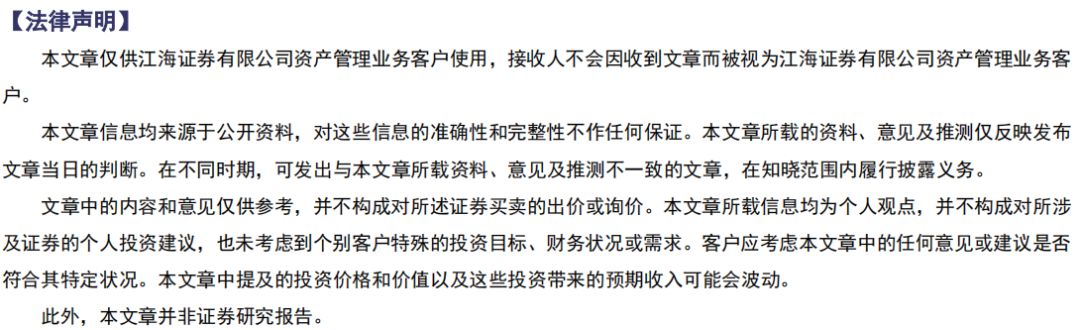 【法律声明】
本文章仅供江海证券有限公司资产管理业务客户使用，接收人不会因收到文章而被视为江海证券有限公司资产管理业务客
户。
本文章信息均来源于公开资料，对这些信息的准确性和完整性不作任何保证。本文章所载的资料、意见及推测仅反映发布
文章当日的判断。在不同时期，可发出与本文章所载资料、意见及推测不一致的文章，在知晓范围内履行披露义务。
文章中的内容和意见仅供参考，并不构成对所述证券买卖的出价或询价。本文章所载信息均为个人观点，并不构成对所涉
及证券的个人投资建议，也未考虑到个别客户特殊的投资目标、财务状况或需求。客户应考虑本文章中的任何意见或建议是否
符合其特定状况。本文章中提及的投资价格和价值以及这些投资带来的预期收入可能会波动。
此外，本文章并非证券研究报告。